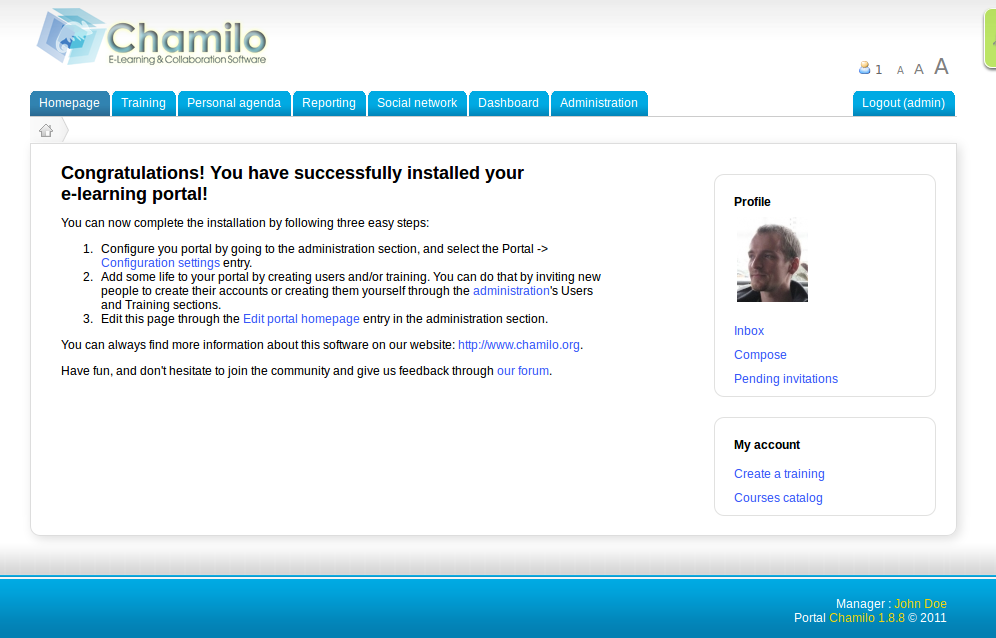 Chamilo
E-Learning & Collaboration Software
1 A A A
Homepage Training Personal agenda Reporting Social network Dashboard Administration Logout (admin)
Congratulations! You have successfully installed your
e-learning portal!
You can now complete the installation by following three easy steps:
1. Configure you portal by going to the administration section, and select the Portal ->
Configuration settings entry.
2. Add some life to your portal by creating users and/or training. You can do that by inviting new
people to create their accounts or creating them yourself through the administration's Users
and Training sections.
3. Edit this page through the Edit portal homepage entry in the administration section.
You can always find more information about this software on our website: http://www.chamilo.org.
Have fun, and don't hesitate to join the community and give us feedback through our forum.
Profile
Inbox
Compose
Pending invitations
My account
Create a training
Courses catalog
Manager : John Doe
Portal Chamilo 1.8.8 © 2011